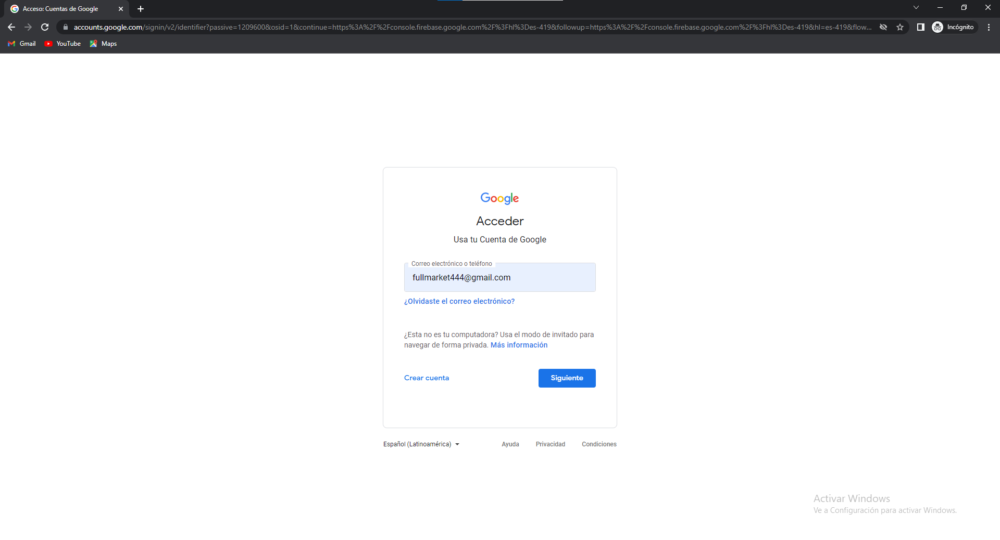 Acceso: Cuentas de Google
accounts.google.com/signin/v2/identifier?passive=1209600&osid=1&continue=https%3A%2F%2Fconsole.firebase.google.com%2F%3Fhl%3Des-419&followup=https%3A%2F%2Fconsole.firebase.google.com%2F%3Fhl%3Des-419&hl=es-419&flow...
Incógnito
Gmail
YouTube
Maps
Google
Acceder
Usa tu Cuenta de Google
Correo electrónico o teléfono
fullmarket444@gmail.com
¿Olvidaste el correo electrónico?
¿Esta no es tu computadora? Usa el modo de invitado para
navegar de forma privada. Más información
Crear cuenta
Siguiente
Español (Latinoamérica)
Ayuda
Privacidad
Condiciones
Activar Windows
Ve a Configuración para activar Windows.